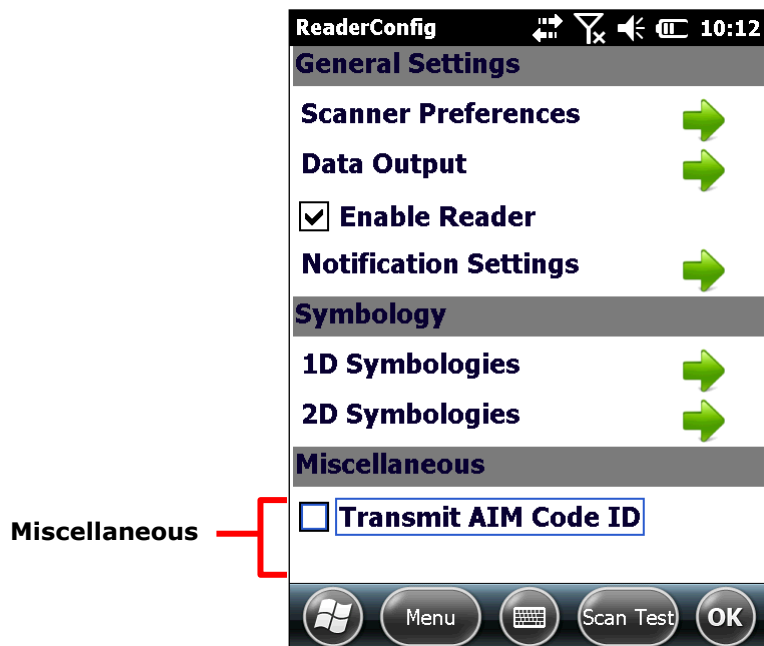 ReaderConfig 10:12
General Settings
Scanner Preferences
Data Output
Enable Reader
Notification Settings
Symbology
1D Symbologies
2D Symbologies
Miscellaneous
Miscellaneous
Transmit AIM Code ID
Menu Scan Test OK